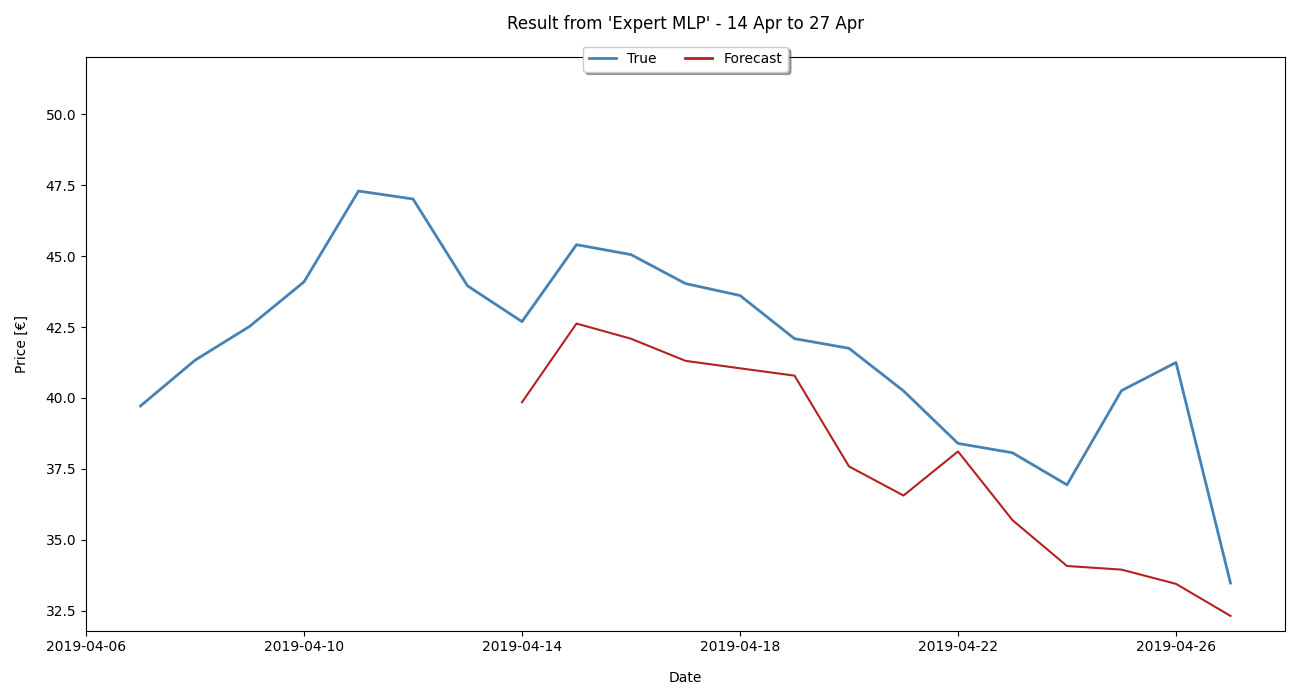 Result from 'Expert MLP' - 14 Apr to 27 Apr
True Forecast
50.0
47.5
45.0
42.5
40.0
37.5
35.0
32.5
Price [€]
2019-04-06 2019-04-10 2019-04-14 2019-04-18 2019-04-22 2019-04-26
Date